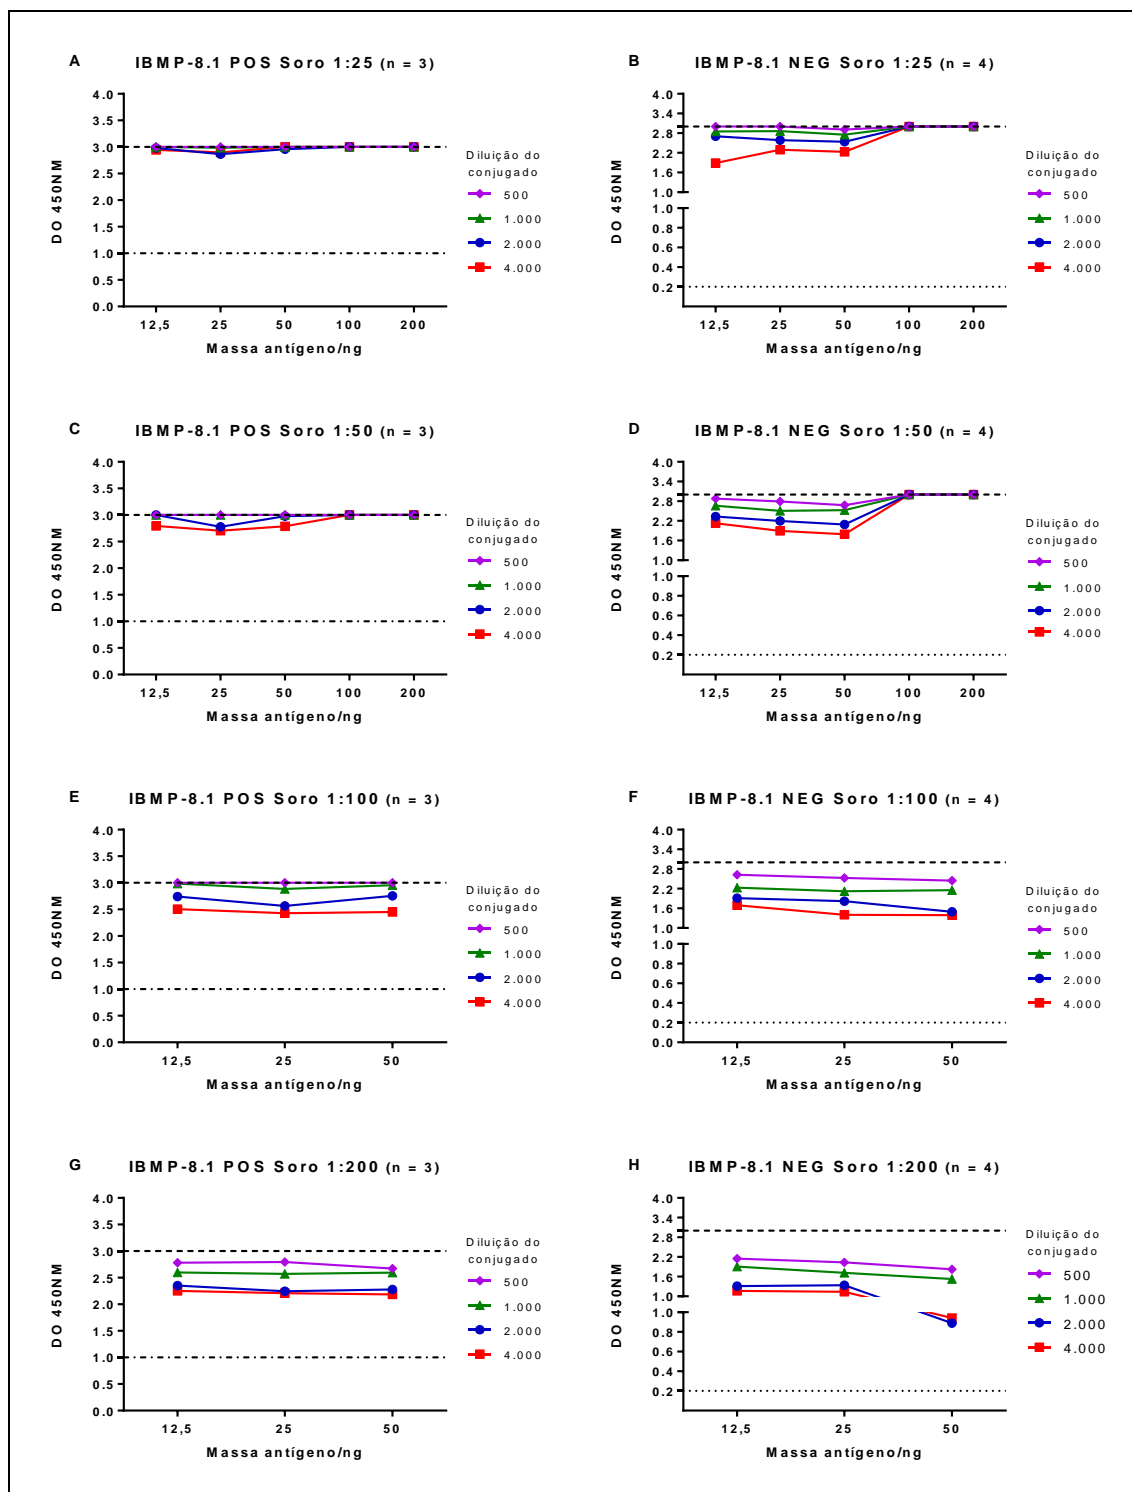 A IBMP-8.1 POS Soro 1:25 (n = 3)
DO 450NM
4.0
3.5
3.0
2.5
2.0
1.5
1.0
0.5
0.0
12,5 25 50 100 200
Massa antígeno/ng
Diluição do
conjugado
500
1.000
2.000
4.000
B IBMP-8.1 NEG Soro 1:25 (n = 4)
DO 450NM
4.0
3.4
2.8
2.2
1.6
1.0
1.0
0.8
0.6
0.4
0.2
12,5 25 50 100 200
Massa antígeno/ng
Diluição do
conjugado
500
1.000
2.000
4.000
C IBMP-8.1 POS Soro 1:50 (n = 3)
DO 450NM
4.0
3.5
3.0
2.5
2.0
1.5
1.0
0.5
0.0
12,5 25 50 100 200
Massa antígeno/ng
Diluição do
conjugado
500
1.000
2.000
4.000
D IBMP-8.1 NEG Soro 1:50 (n = 4)
DO 450NM
4.0
3.4
2.8
2.2
1.6
1.0
1.0
0.8
0.6
0.4
0.2
12,5 25 50 100 200
Massa antígeno/ng
Diluição do
conjugado
500
1.000
2.000
4.000
E IBMP-8.1 POS Soro 1:100 (n = 3)
DO 450NM
4.0
3.5
3.0
2.5
2.0
1.5
1.0
0.5
0.0
12,5 25 50
Massa antígeno/ng
Diluição do
conjugado
500
1.000
2.000
4.000
F IBMP-8.1 NEG Soro 1:100 (n = 4)
DO 450NM
4.0
3.4
2.8
2.2
1.6
1.0
1.0
0.8
0.6
0.4
0.2
0.0
12,5 25 50
Massa antígeno/ng
Diluição do
conjugado
500
1.000
2.000
4.000
G IBMP-8.1 POS Soro 1:200 (n = 3)
DO 450NM
4.0
3.5
3.0
2.5
2.0
1.5
1.0
0.5
0.0
12,5 25 50
Massa antígeno/ng
Diluição do
conjugado
500
1.000
2.000
4.000
H IBMP-8.1 NEG Soro 1:200 (n = 4)
DO 450NM
4.0
3.4
2.8
2.2
1.6
1.0
1.0
0.8
0.6
0.4
0.2
12,5 25 50
Massa antígeno/ng
Diluição do
conjugado
500
1.000
2.000
4.000